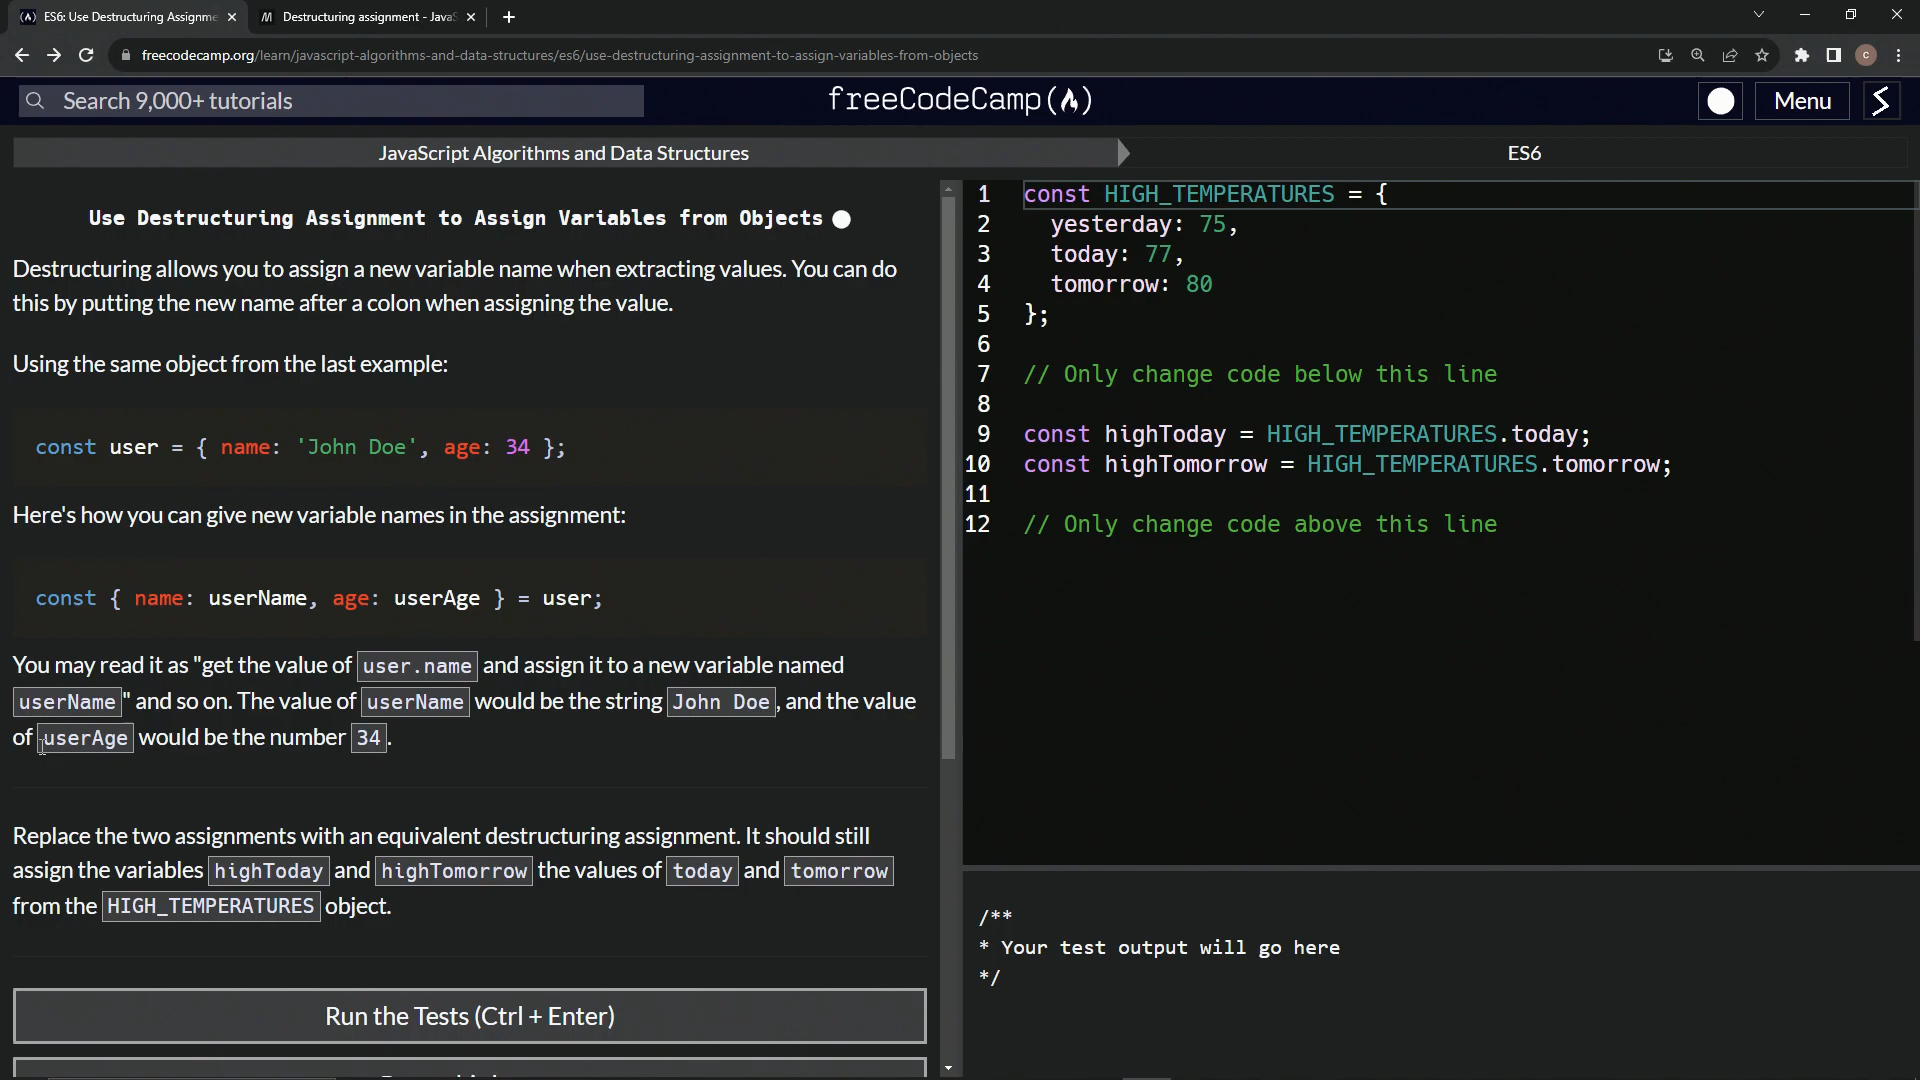 ES6: Use Destructuring Assignme
Destructuring assignment - JavaS
freecodecamp.org/learn/javascript-algorithms-and-data-structures/es6/use-destructuring-assignment-to-assign-variables-from-objects
c
Search 9,000+ tutorials
freeCodeCamp
Menu
JavaScript Algorithms and Data Structures
ES6
Use Destructuring Assignment to Assign Variables from Objects
Destructuring allows you to assign a new variable name when extracting values. You can do
this by putting the new name after a colon when assigning the value.
Using the same object from the last example:
const user = { name: 'John Doe', age: 34 };
Here's how you can give new variable names in the assignment:
const { name: userName, age: userAge } = user;
You may read it as "get the value of user.name and assign it to a new variable named
userName" and so on. The value of userName would be the string John Doe, and the value
of userAge would be the number 34.
Replace the two assignments with an equivalent destructuring assignment. It should still
assign the variables highToday and highTomorrow the values of today and tomorrow
from the HIGH_TEMPERATURES object.
Run the Tests (Ctrl + Enter)
1 const HIGH_TEMPERATURES = {
2 yesterday: 75,
3 today: 77,
4 tomorrow: 80
5 };
6
7 // Only change code below this line
8
9 const highToday = HIGH_TEMPERATURES.today;
10 const highTomorrow = HIGH_TEMPERATURES.tomorrow;
11
12 // Only change code above this line
/**
* Your test output will go here
*/